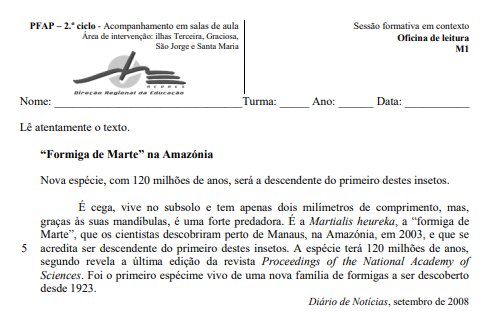 PFAP – 2.º ciclo - Acompanhamento em salas de aula
Área de intervenção: ilhas Terceira, Graciosa,
São Jorge e Santa Maria
Sessão formativa em contexto
Oficina de leitura
M1
AÇORES
Direcção Regional da Educação
Nome: ________________________________ Turma: _____ Ano: ______ Data: ___________
Lê atentamente o texto.
“Formiga de Marte” na Amazónia
Nova espécie, com 120 milhões de anos, será a descendente do primeiro destes insetos.
É cega, vive no subsolo e tem apenas dois milímetros de comprimento, mas,
graças às suas mandíbulas, é uma forte predadora. É a Martialis heureka, a “formiga de
Marte”, que os cientistas descobriram perto de Manaus, na Amazónia, em 2003, e que se
5 acredita ser descendente do primeiro destes insetos. A espécie terá 120 milhões de anos,
segundo revela a última edição da revista Proceedings of the National Academy of
Sciences. Foi o primeiro espécime vivo de uma nova família de formigas a ser descoberto
desde 1923.
Diário de Notícias, setembro de 2008